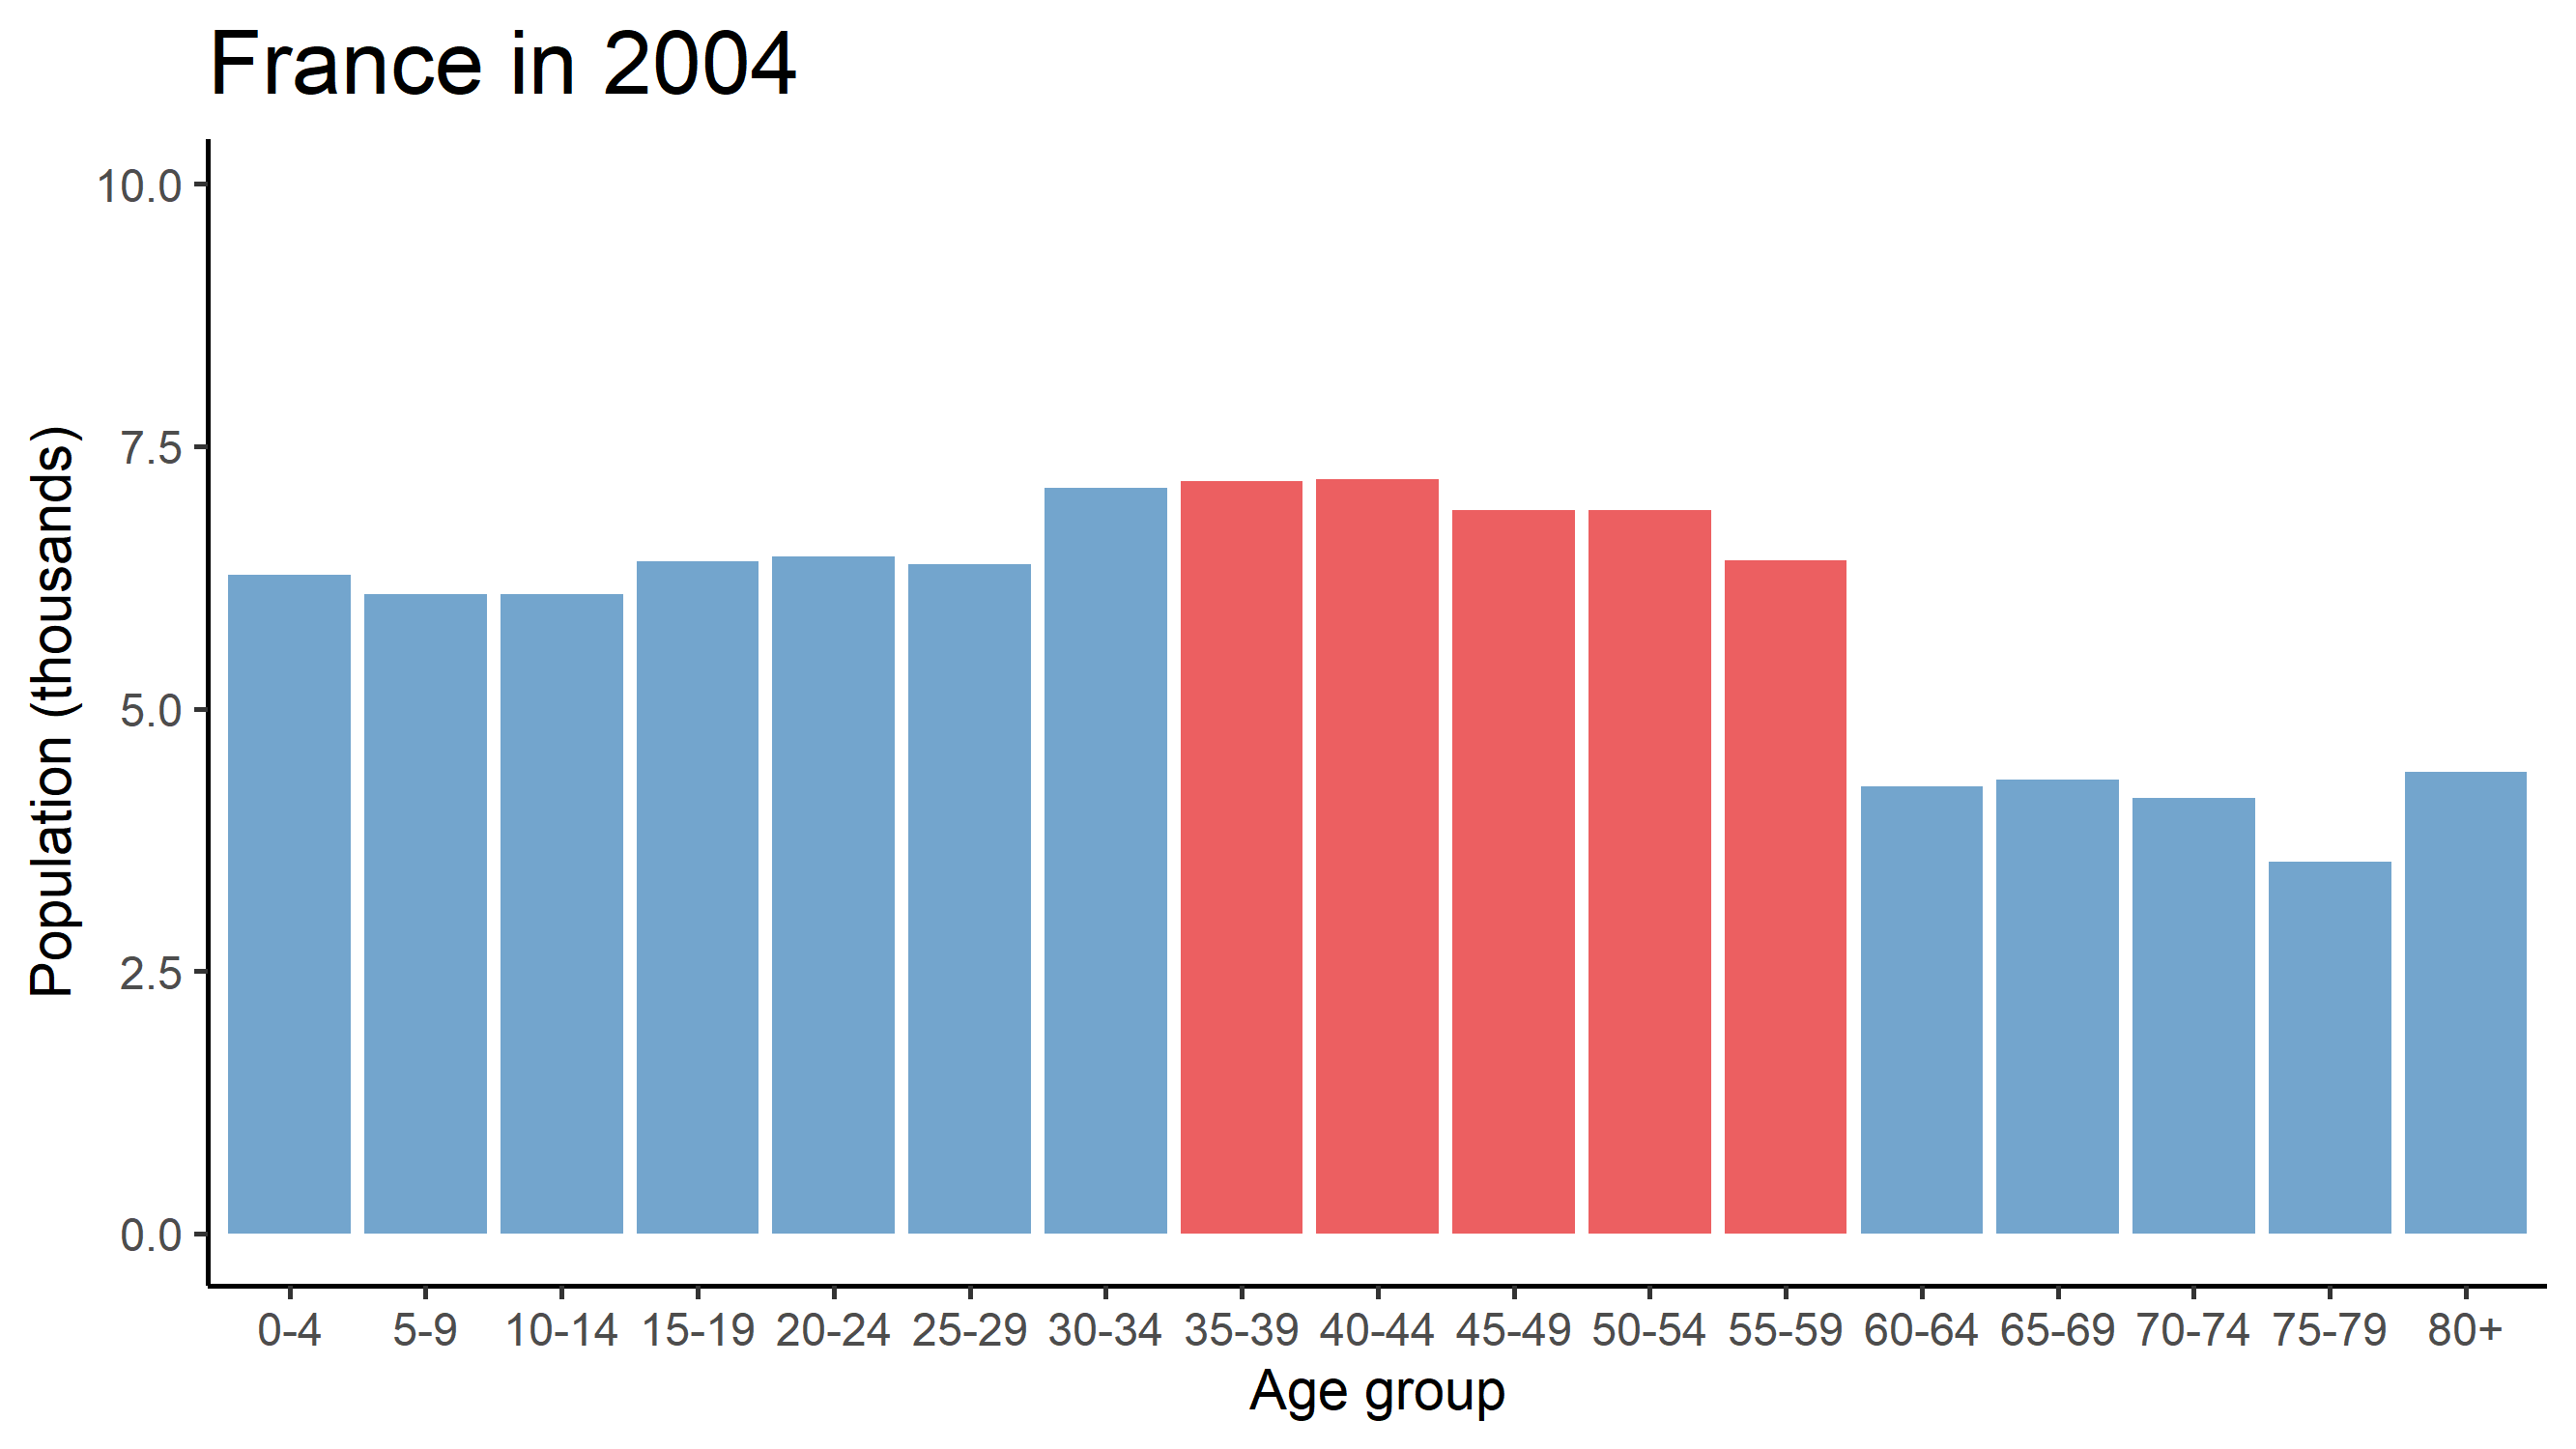 France in 2004
Population (thousands)
10.0
7.5
5.0
2.5
0.0
0-4 5-9 10-14 15-19 20-24 25-29 30-34 35-39 40-44 45-49 50-54 55-59 60-64 65-69 70-74 75-79 80+
Age group